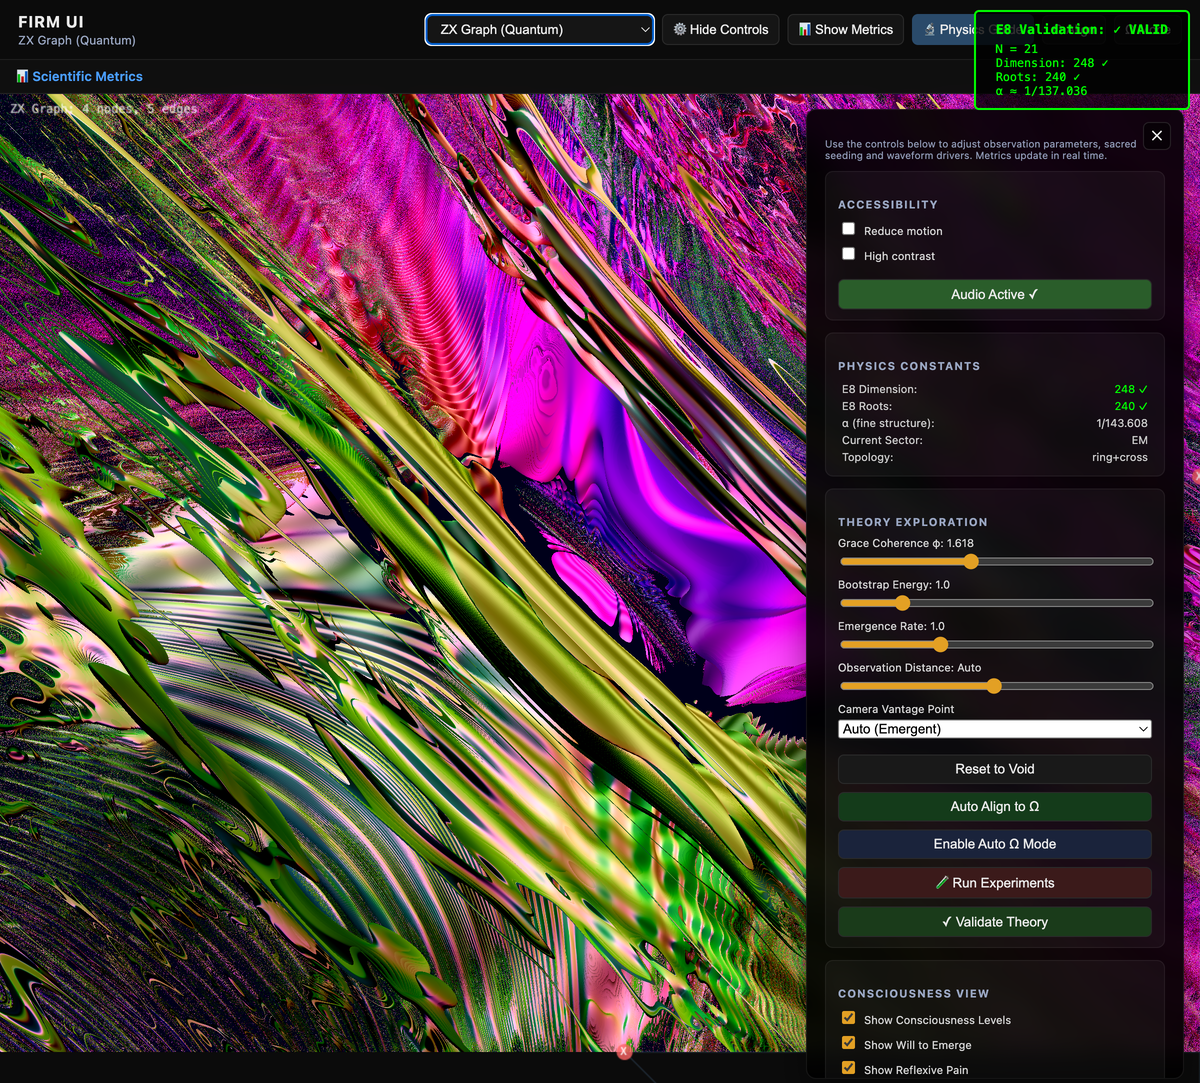 FIRM UI
ZX Graph (Quantum)
ZX Graph (Quantum)
⚙️ Hide Controls
📊 Show Metrics
🔬 Physics
E8 Validation: ✓ VALID
N = 21
Dimension: 248 ✓
Roots: 240 ✓
α ≈ 1/137.036
📊 Scientific Metrics
ZX Graph: 4 nodes, 5 edges
Use the controls below to adjust observation parameters, sacred
seeding and waveform drivers. Metrics update in real time.
ACCESSIBILITY
Reduce motion
High contrast
Audio Active ✓
PHYSICS CONSTANTS
E8 Dimension: 248 ✓
E8 Roots: 240 ✓
α (fine structure): 1/143.608
Current Sector: EM
Topology: ring+cross
THEORY EXPLORATION
Grace Coherence φ: 1.618
Bootstrap Energy: 1.0
Emergence Rate: 1.0
Observation Distance: Auto
Camera Vantage Point
Auto (Emergent)
Reset to Void
Auto Align to Ω
Enable Auto Ω Mode
🧪 Run Experiments
✓ Validate Theory
CONSCIOUSNESS VIEW
Show Consciousness Levels
Show Will to Emerge
Show Reflexive Pain
X